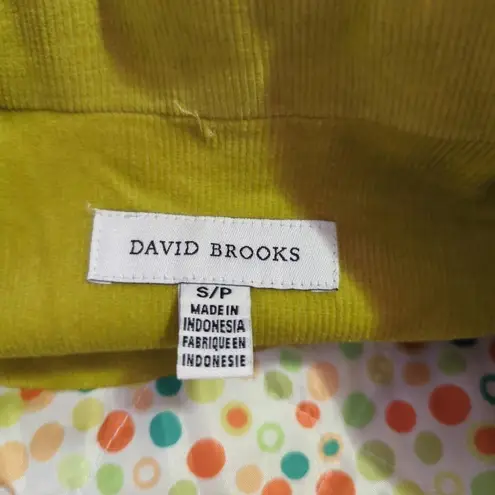 DAVID BROOKS
S/P
MADE IN
INDONESIA
FABRIQUE EN
INDONESIE